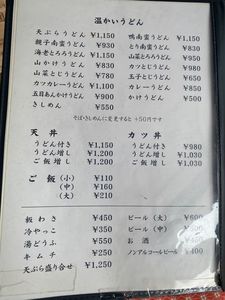 温かいうどん
天ぷらうどん ¥1,150
親子南蛮うどん ¥930
海老とろろうどん ¥1,150
山かけうどん ¥830
山菜とじうどん ¥780
カツカレーうどん ¥1,100
五目あんかけうどん ¥900
きしめん ¥550
鴨南蛮うどん ¥1,150
とり南蛮うどん ¥830
山菜とろろうどん ¥950
カツとじうどん ¥980
玉子とじうどん ¥650
カレーうどん ¥800
かけうどん ¥500
そば・きしめんに変更すると +50円です
天丼
うどん付き ¥1,150
うどん増し ¥1,200
ご飯増し ¥1,200
カツ丼
うどん付き ¥980
うどん増し ¥1,030
ご飯増し ¥1,030
ご飯 (小) ¥110
(中) ¥160
(大) ¥210
板わさ ¥450
冷やっこ ¥350
湯どうふ ¥550
キムチ ¥250
天ぷら盛り合せ ¥1,250
ビール (大) ¥600
ビール (中) ¥500
お酒 ¥450
ノンアルコールビール ¥400